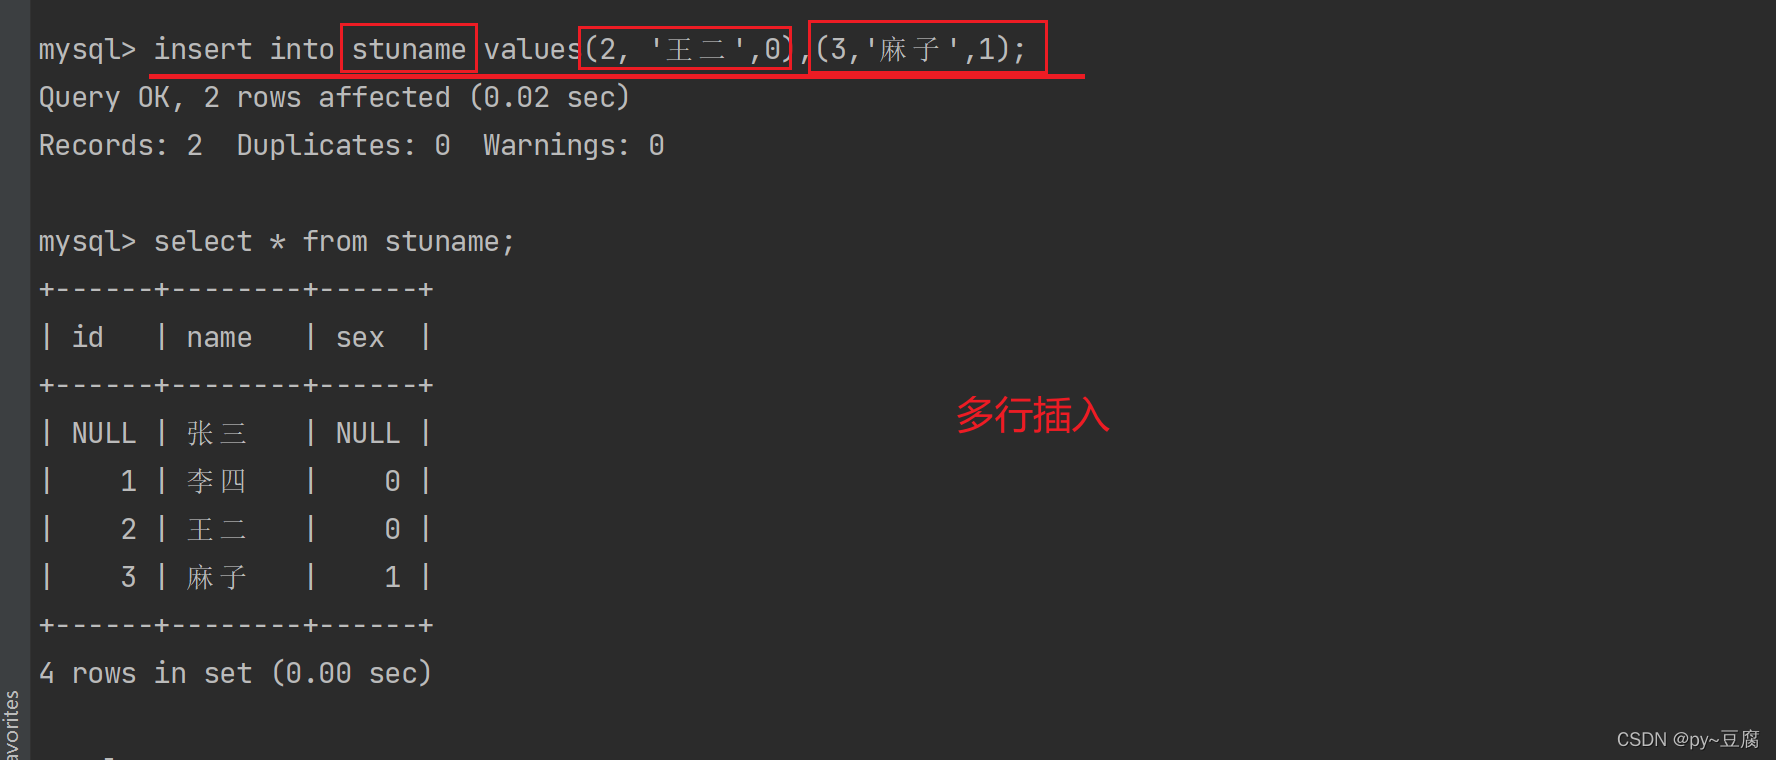 mysql> insert into stuname values(2, '王二',0),(3,'麻子',1);
Query OK, 2 rows affected (0.02 sec)
Records: 2  Duplicates: 0  Warnings: 0
mysql> select * from stuname;
+------+--------+------+
| id   | name   | sex  |
+------+--------+------+
| NULL | 张三   | NULL |
多行插入
|    1 | 李四   |    0 |
|    2 | 王二   |    0 |
|    3 | 麻子   |    1 |
+------+--------+------+
4 rows in set (0.00 sec)
avorites
CSDN @py~豆腐